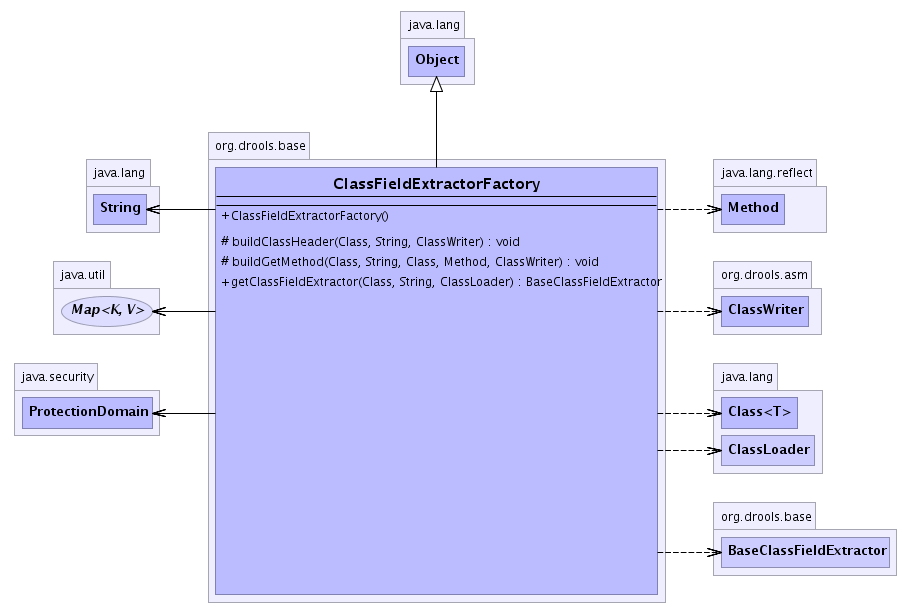 java.lang
Object
org.drools.base
ClassFieldExtractorFactory
+ClassFieldExtractorFactory()
# buildClassHeader(Class, String, ClassWriter) : void
# buildGetMethod(Class, String, Class, Method, ClassWriter) : void
+getClassFieldExtractor(Class, String, ClassLoader) : BaseClassFieldExtractor
java.lang
String
java.util
Map<K, V>
java.security
ProtectionDomain
java.lang.reflect
Method
org.drools.asm
ClassWriter
java.lang
Class<T>
ClassLoader
org.drools.base
BaseClassFieldExtractor